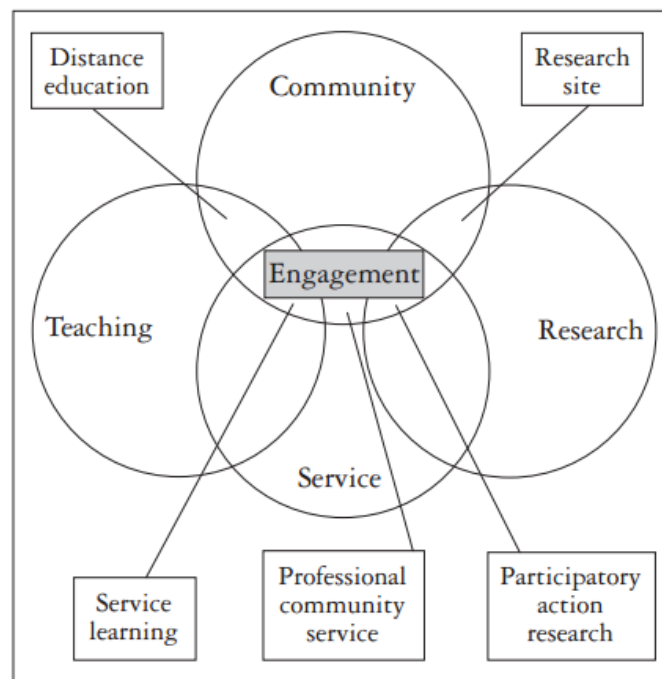 Distance
education
Research
site
Community
Engagement
Teaching
Research
Service
Service
learning
Professional
community
service
Participatory
action
research